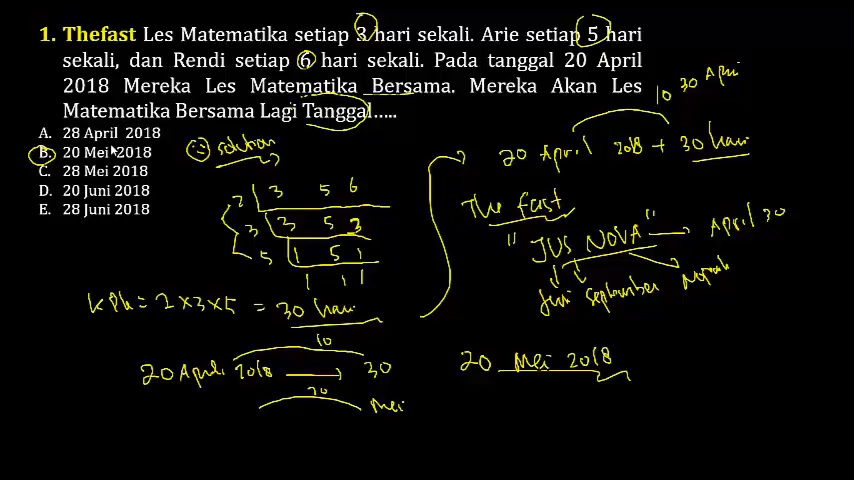 1. Thefast Les Matematika setiap 3 hari sekali. Arie setiap 5 hari
sekali, dan Rendi setiap 6 hari sekali. Pada tanggal 20 April
2018 Mereka Les Matematika Bersama. Mereka Akan Les
Matematika Bersama Lagi Tanggal.....
A. 28 April 2018
B. 20 Mei 2018
C. 28 Mei 2018
D. 20 Juni 2018
E. 28 Juni 2018
solution
2 3 5 6
3 3 5 3
5 1 5 1
1 1 1
KPK = 2 x 3 x 5 = 30 hari
10
20 April 2018 → 30
20
Mei
10 30 April
20 April 2018 + 30 hari
The fast
"JUS NOVA" → April 30
Juni September
20 Mei 2018